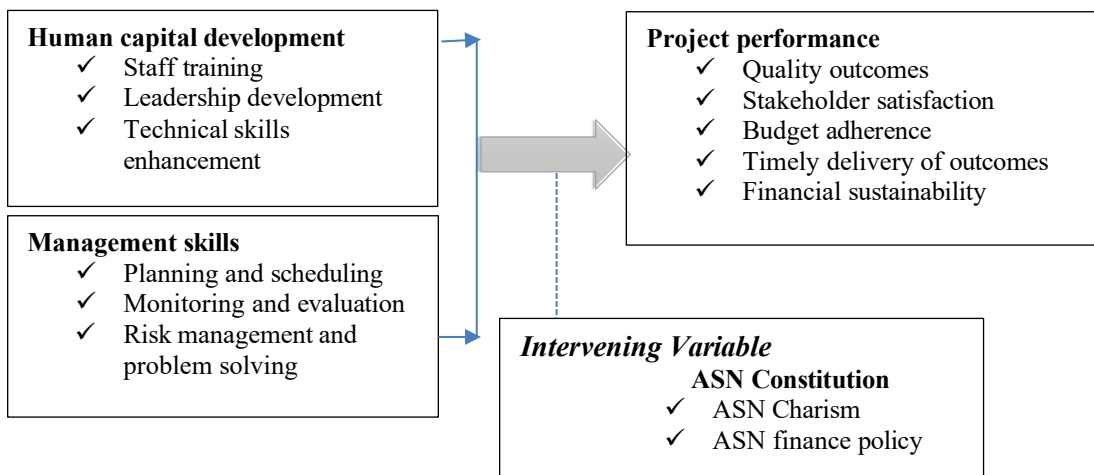 Human capital development
✓ Staff training
✓ Leadership development
✓ Technical skills
enhancement
Management skills
✓ Planning and scheduling
✓ Monitoring and evaluation
✓ Risk management and
problem solving
Project performance
✓ Quality outcomes
✓ Stakeholder satisfaction
✓ Budget adherence
✓ Timely delivery of outcomes
✓ Financial sustainability
Intervening Variable
ASN Constitution
✓ ASN Charism
✓ ASN finance policy